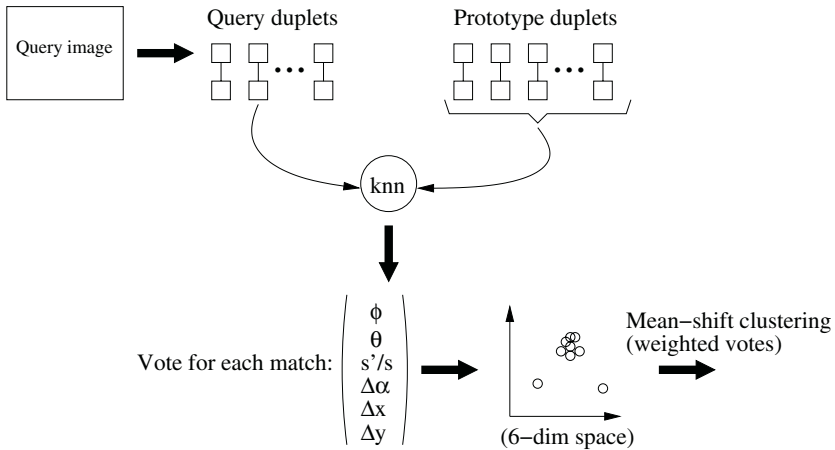 Query duplets
Prototype duplets
Query image
knn
ϕ
θ
Vote for each match:
s'/s
Δα
Δx
Δy
Mean−shift clustering
(weighted votes)
(6−dim space)